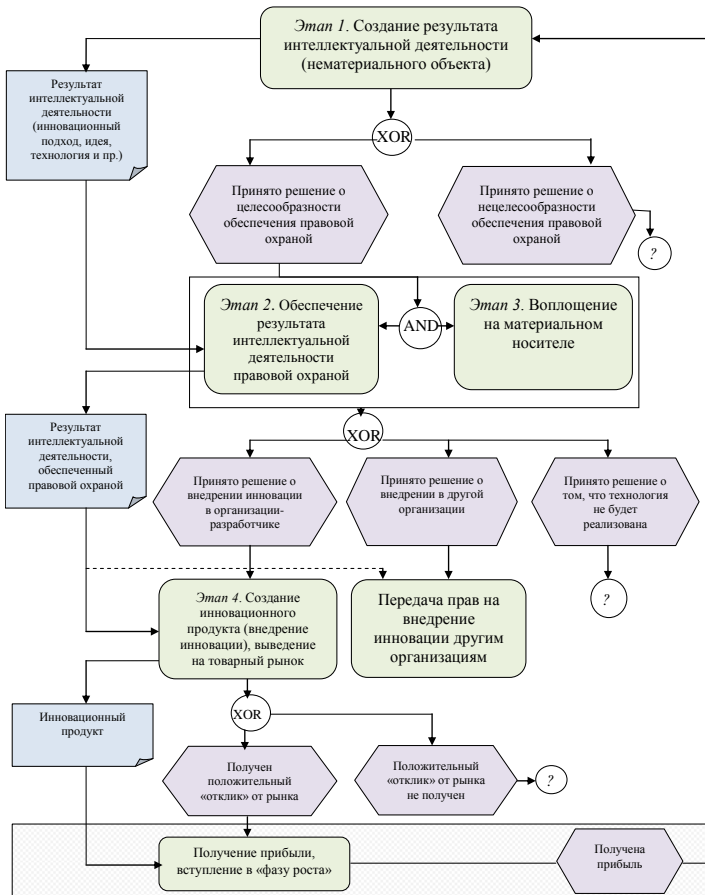 Этап 1. Создание результата
интеллектуальной деятельности
(нематериального объекта)
Результат
интеллектуальной
деятельности
(инновационный
подход, идея,
технология и пр.)
XOR
Принято решение о
целесообразности
обеспечения правовой
охраной
Принято решение о
нецелесообразности
обеспечения правовой
охраной
?
Этап 2. Обеспечение
результата
интеллектуальной
деятельности
правовой охраной
AND
Этап 3. Воплощение
на материальном
носителе
Результат
интеллектуальной
деятельности,
обеспеченный
правовой охраной
XOR
Принято решение о
внедрении инновации
в организации-
разработчике
Принято решение о
внедрении в другой
организации
Принято решение о
том, что технология
не будет
реализована
?
Этап 4. Создание
инновационного
продукта (внедрение
инновации), выведение
на товарный рынок
Передача прав на
внедрение
инновации другим
организациям
Инновационный
продукт
XOR
Получен
положительный
«отклик» от рынка
Положительный
«отклик» от рынка
не получен
?
Получение прибыли,
вступление в «фазу роста»
Получена
прибыль